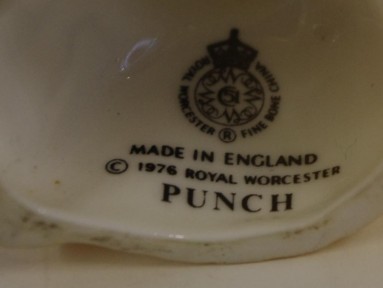 ROYAL WORCESTER ® FINE BONE CHINA
MADE IN ENGLAND
© 1976 ROYAL WORCESTER
PUNCH